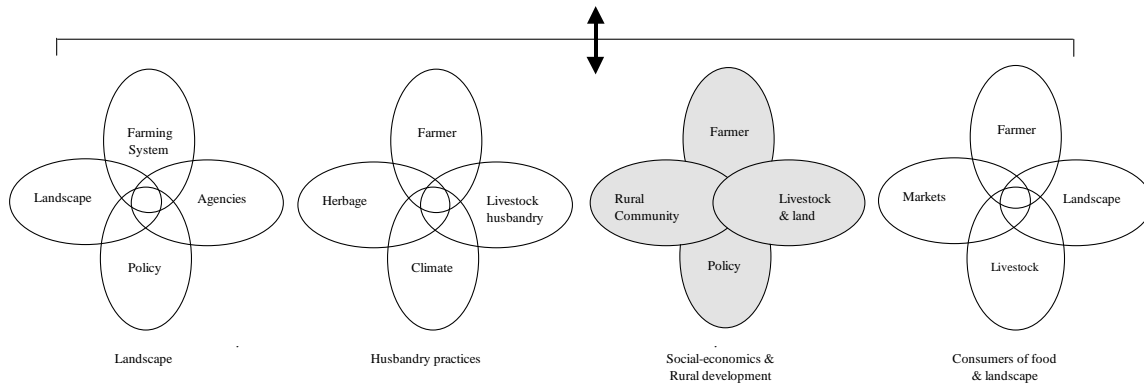 Farming
System
Landscape
Agencies
Policy
Landscape
Farmer
Herbage
Livestock
husbandry
Climate
Husbandry practices
Farmer
Rural
Community
Livestock
& land
Policy
Social-economics &
Rural development
Farmer
Markets
Landscape
Livestock
Consumers of food
& landscape